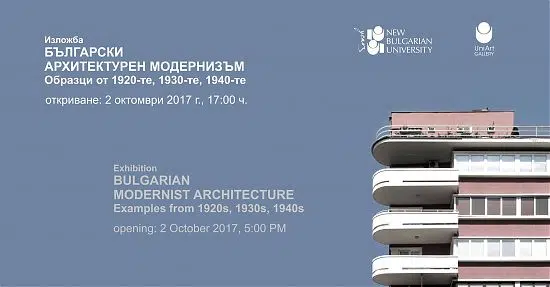 Изложба
БЪЛГАРСКИ
АРХИТЕКТУРЕН МОДЕРНИЗЪМ
Образци от 1920-те, 1930-те, 1940-те
откриване: 2 октомври 2017 г., 17:00 ч.
NEW
BULGARIAN
UNIVERSITY
UniArt
GALLERY
Exhibition
BULGARIAN
MODERNIST ARCHITECTURE
Examples from 1920s, 1930s, 1940s
opening: 2 October 2017, 5:00 PM